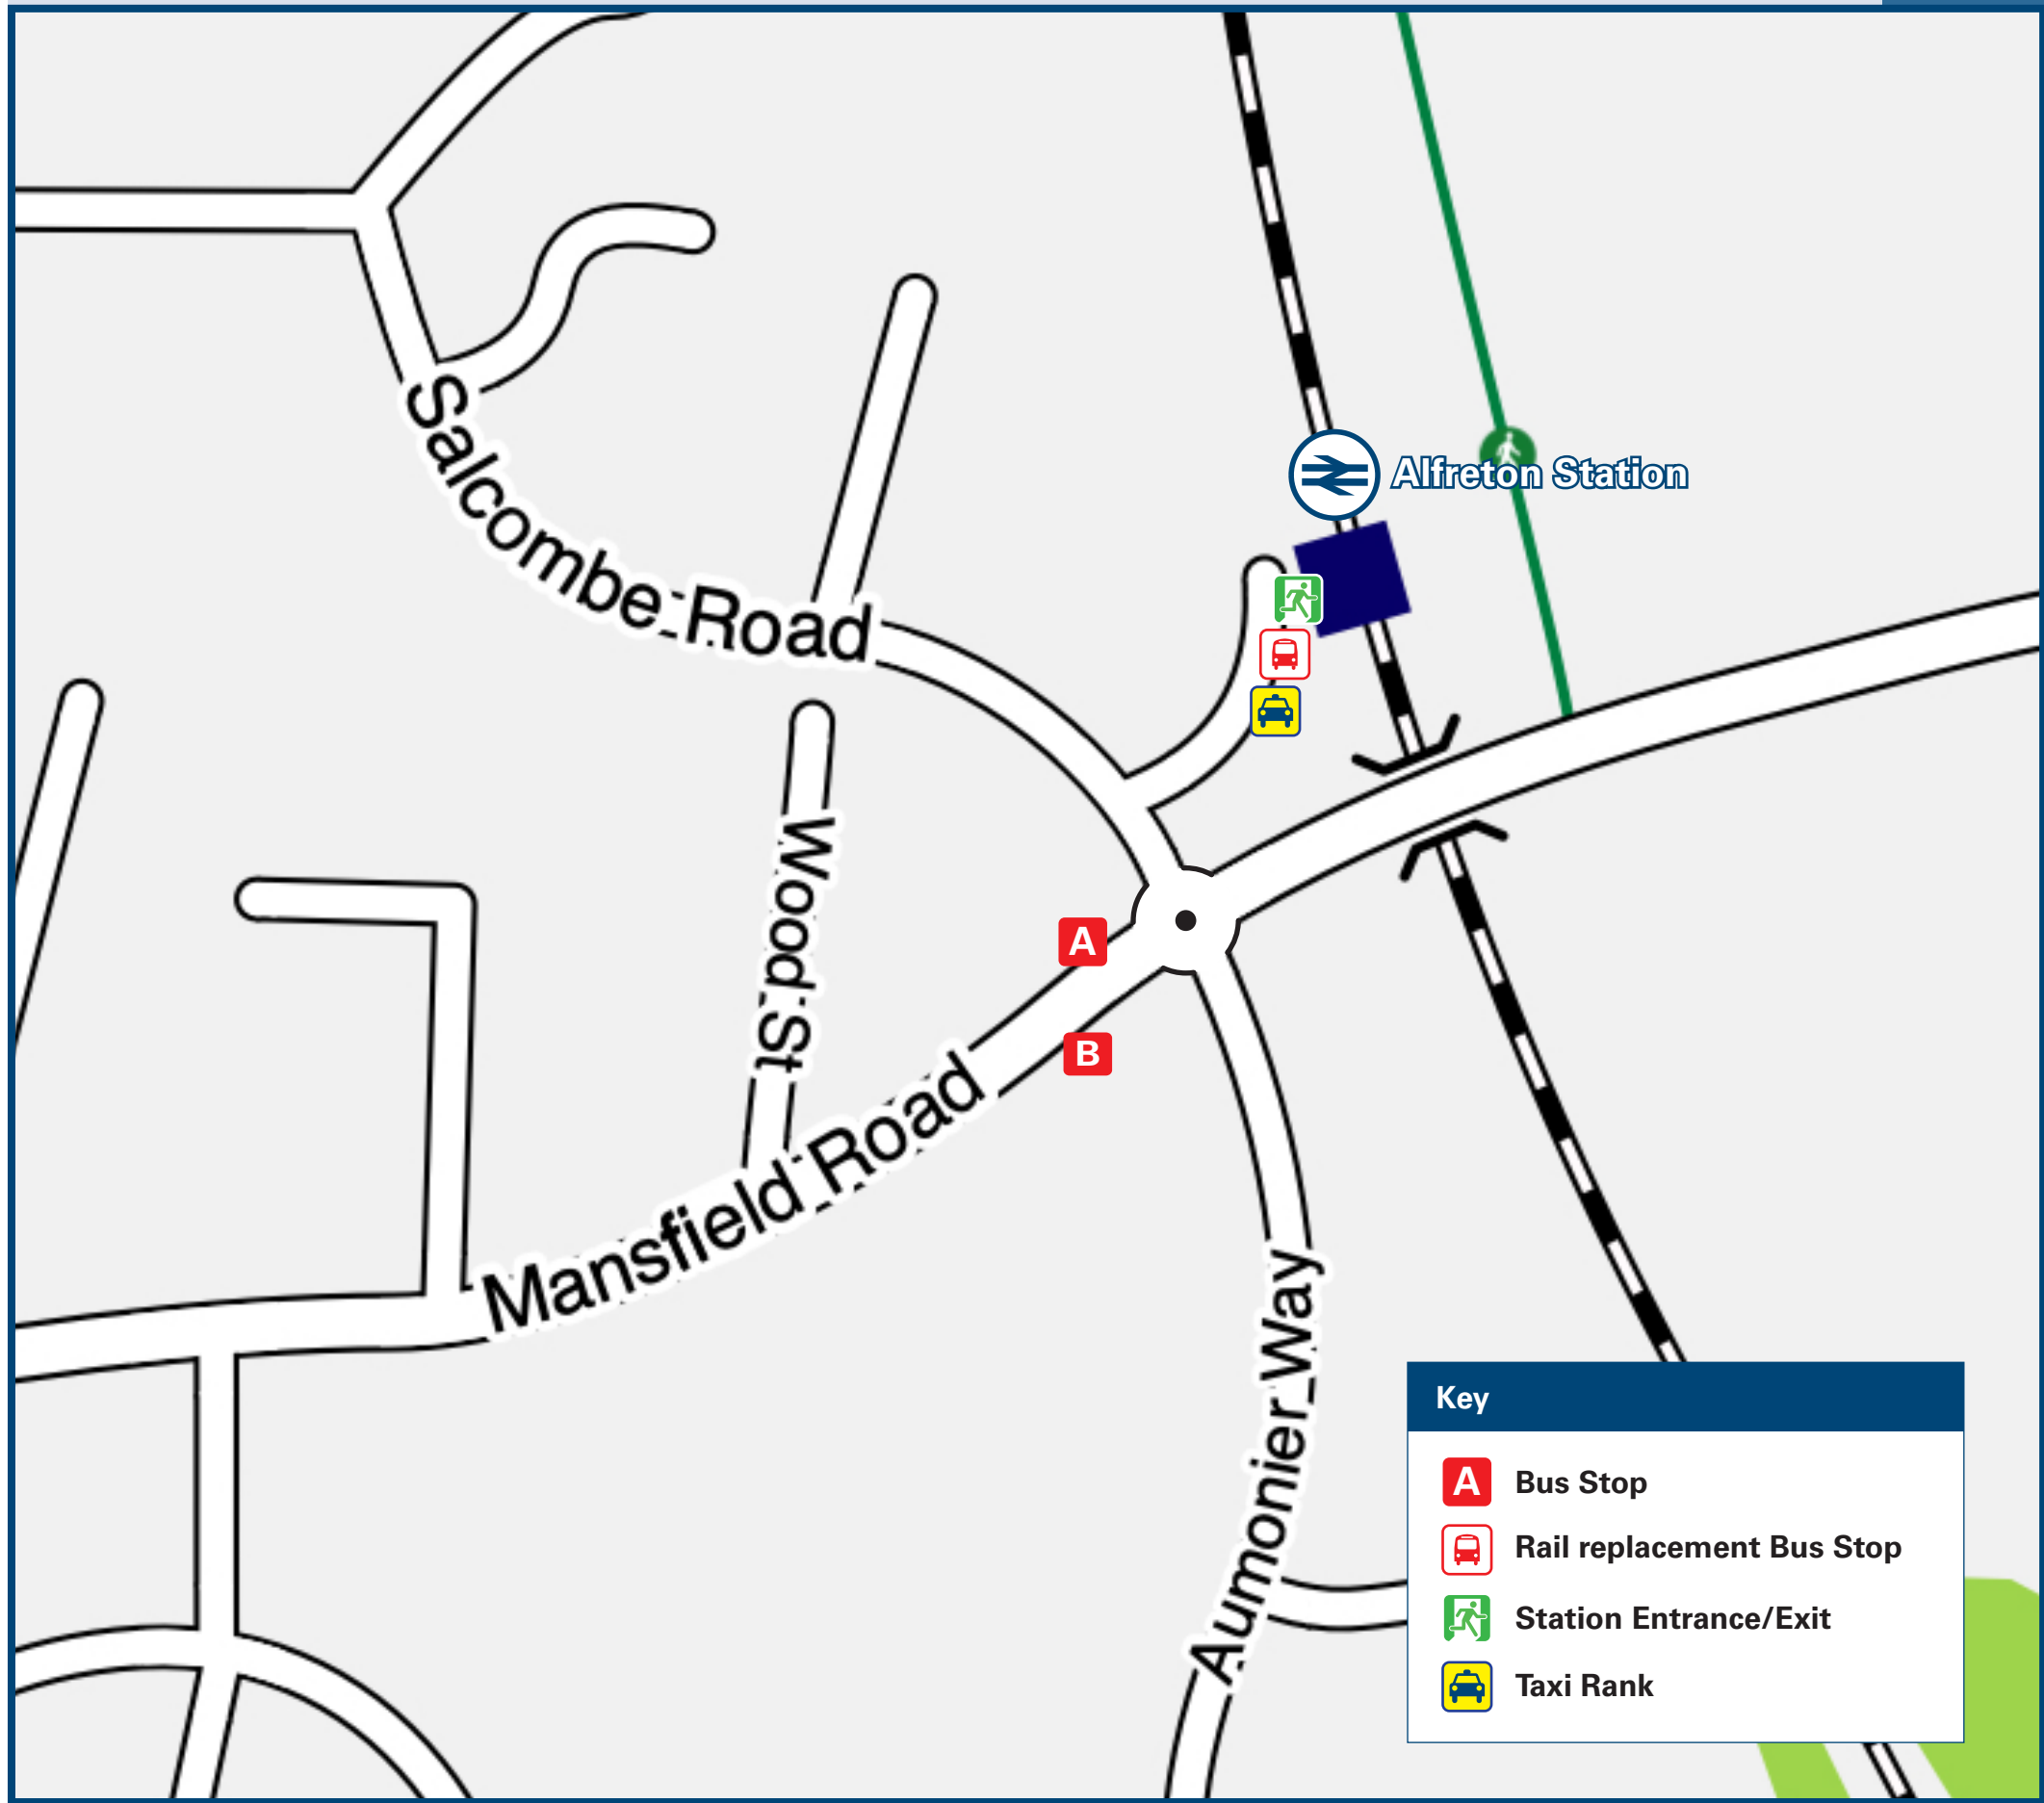 Alfreton Station
Salcombe Road
Wood St
A
B
Mansfield Road
Aumonier Way
Key
A Bus Stop
Rail replacement Bus Stop
Station Entrance/Exit
Taxi Rank